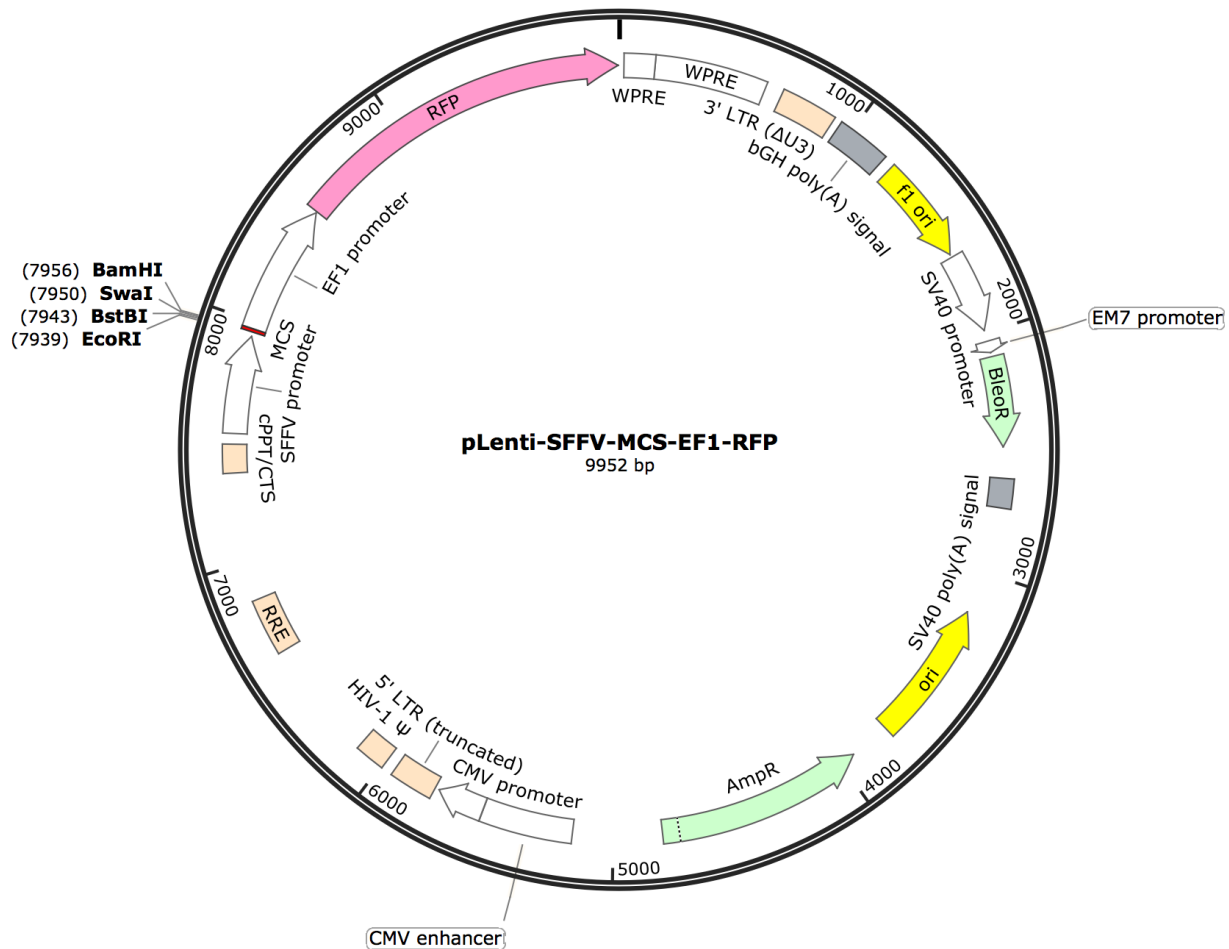 WPRE
WPRE
3' LTR (ΔU3)
bGH poly(A) signal
1000
f1 ori
SV40 promoter
2000
EM7 promoter
BleoR
SV40 poly(A) signal
3000
ori
4000
AmpR
5000
CMV promoter
CMV enhancer
5' LTR (truncated)
HIV-1 ψ
6000
RRE
7000
cPPT/CTS
SFFV promoter
MCS
8000
(7956) BamHI
(7950) SwaI
(7943) BstBI
(7939) EcoRI
EF1 promoter
RFP
9000
pLenti-SFFV-MCS-EF1-RFP
9952 bp